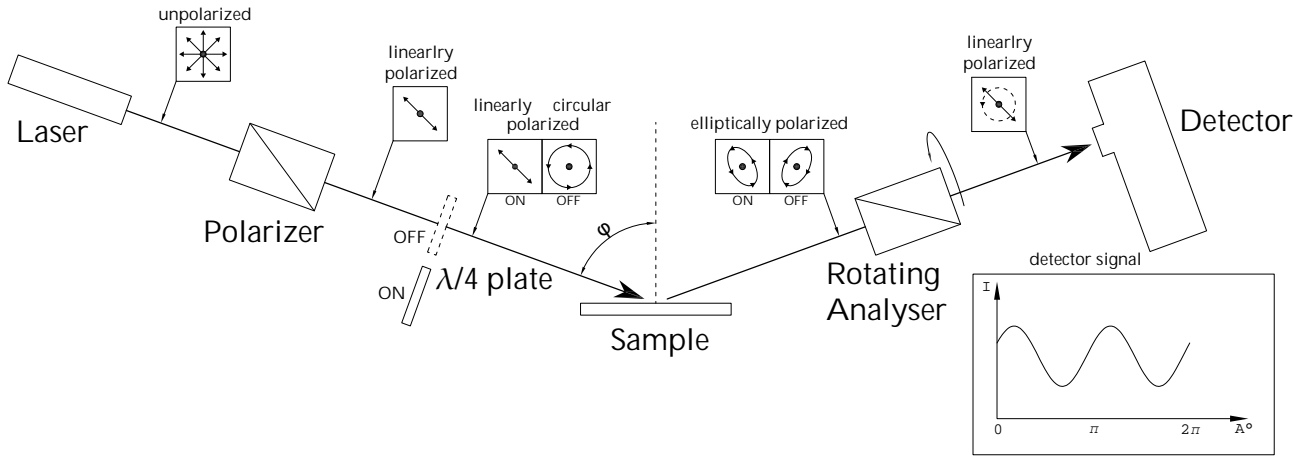 unpolarized
Laser
Polarizer
linearlry
polarized
OFF
ON
λ/4 plate
linearly circular
polarized
ON OFF
φ
Sample
elliptically polarized
ON OFF
Rotating
Analyser
linearlry
polarized
Detector
detector signal
I
0 π 2π A°